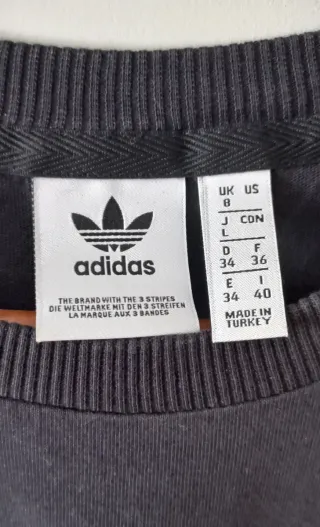 adidas
THE BRAND WITH THE 3 STRIPES
DIE WELTMARKE MIT DEN 3 STREIFEN
LA MARQUE AUX 3 BANDES
UK US
8
J CON
L
D F
34 36
E I
34 40
MADE IN
TURKEY